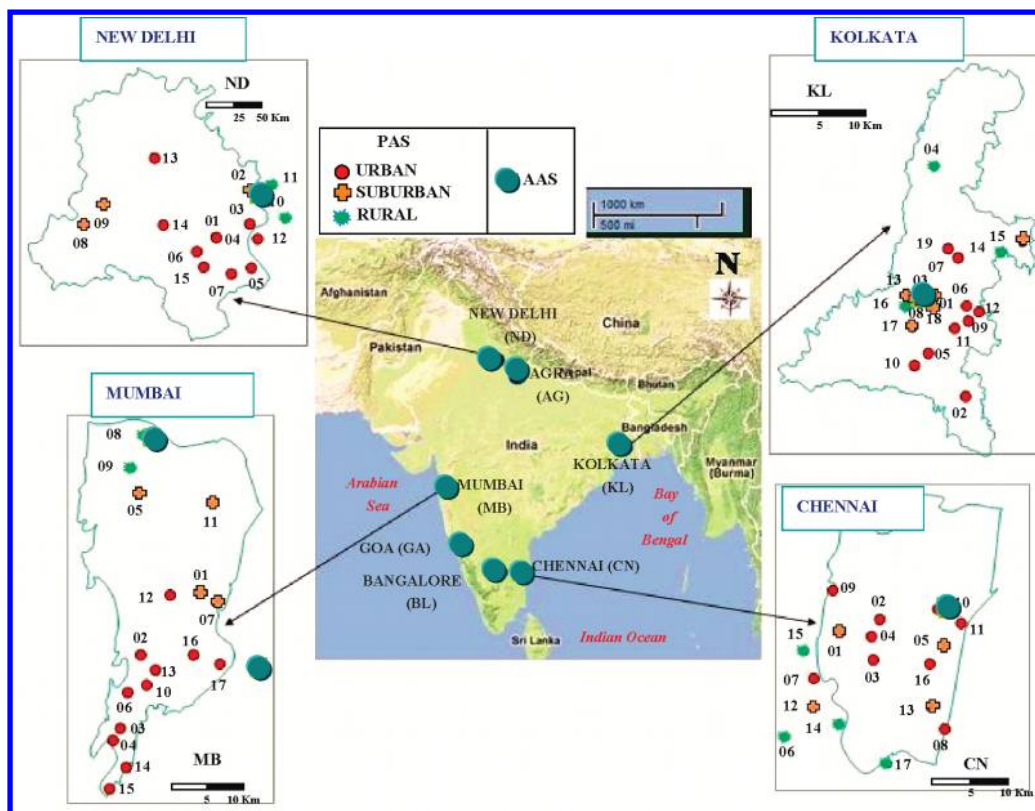 NEW DELHI
ND
25 50 Km
13
02
11
10
03
09
08
14
01
04
12
06
15
07
05
PAS
URBAN
SUBURBAN
RURAL
AAS
1000 km
500 mi
N
Afghanistan
Pakistan
China
NEW DELHI
(ND)
AGRA
(AG)
Nepal
Bhutan
Bangladesh
India
Myanmar
(Burma)
KOLKATA
(KL)
Arabian
Sea
MUMBAI
(MB)
Bay
of
Bengal
GOA (GA)
BANGALORE
(BL)
CHENNAI (CN)
Sri Lanka
Indian Ocean
KOLKATA
KL
5 10 Km
04
15
19
14
07
13
03
06
16
01
12
08
18
09
17
11
05
10
02
MUMBAI
08
09
05
11
01
12
07
02
16
13
17
10
06
03
04
14
15
MB
5 10 Km
CHENNAI
09
02
10
11
15
01
04
05
03
16
07
12
13
14
08
06
17
CN
5 10 Km